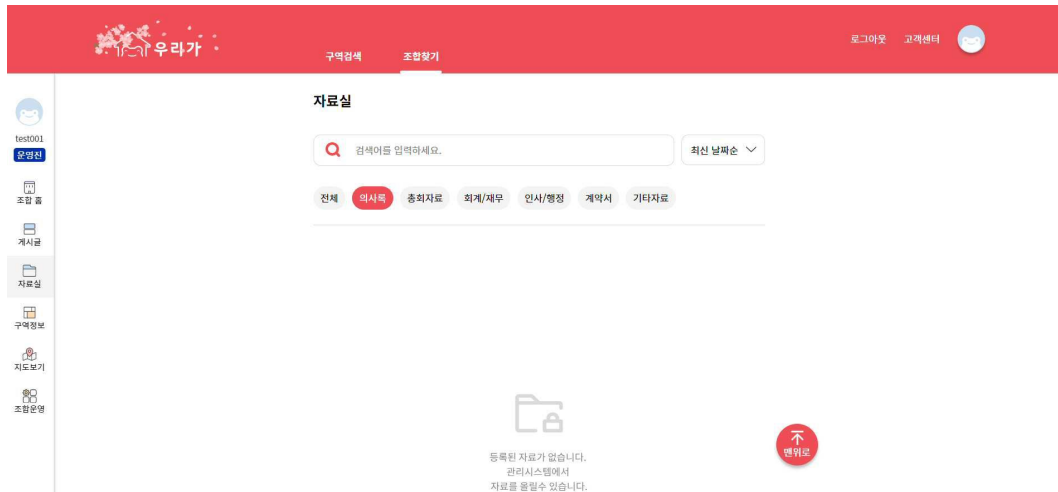 우리가
구역검색 조합찾기
로그아웃 고객센터
test001
운영진
조합 홈
게시글
자료실
구역정보
지도보기
조합운영
자료실
검색어를 입력하세요.
최신 날짜순
전체 의사록 총회자료 회계/재무 인사/행정 계약서 기타자료
등록된 자료가 없습니다.
관리시스템에서
자료를 올릴수 있습니다.
맨위로